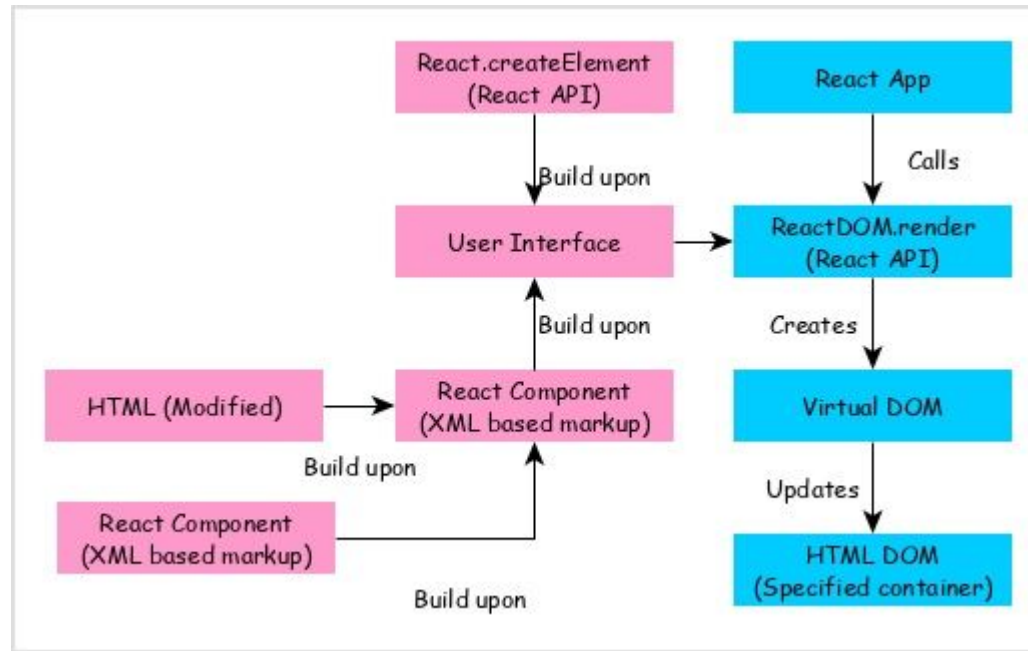 React.createElement
(React API)
React App
Build upon
Calls
User Interface
ReactDOM.render
(React API)
Build upon
Creates
HTML (Modified)
React Component
(XML based markup)
Virtual DOM
Build upon
Updates
React Component
(XML based markup)
HTML DOM
(Specified container)
Build upon